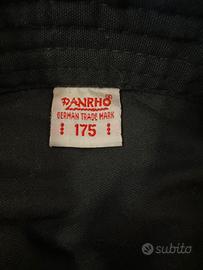 DANRHO
GERMAN TRADE MARK
175
subito